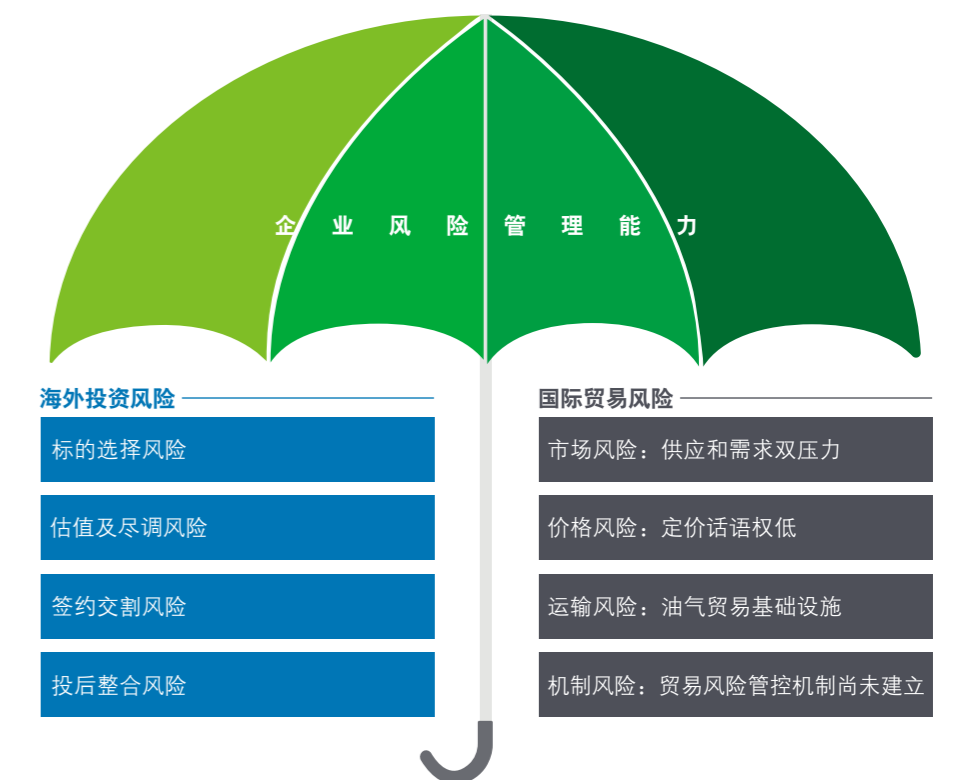 企业风险管理能力
海外投资风险
标的选择风险
估值及尽调风险
签约交割风险
投后整合风险
国际贸易风险
市场风险：供应和需求双压力
价格风险：定价话语权低
运输风险：油气贸易基础设施
机制风险：贸易风险管控机制尚未建立